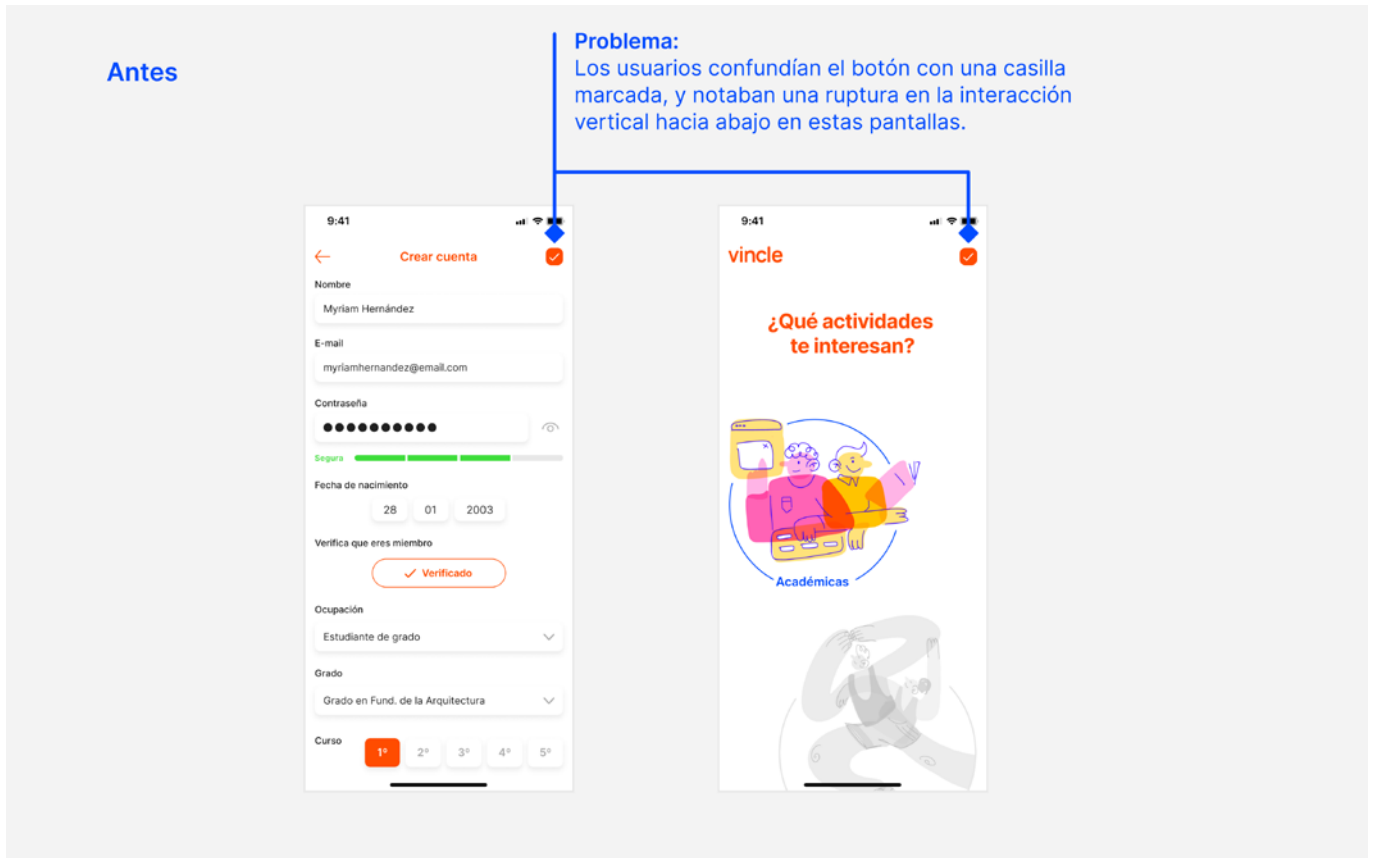 Antes
Problema:
Los usuarios confundían el botón con una casilla
marcada, y notaban una ruptura en la interacción
vertical hacia abajo en estas pantallas.
9:41
Crear cuenta
Nombre
Myriam Hernández
E-mail
myriamhernandez@email.com
Contraseña
Segura
Fecha de nacimiento
28 01 2003
Verifica que eres miembro
Verificado
Ocupación
Estudiante de grado
Grado
Grado en Fund. de la Arquitectura
Curso 1º 2º 3º 4º 5º
9:41
vincle
¿Qué actividades
te interesan?
Académicas